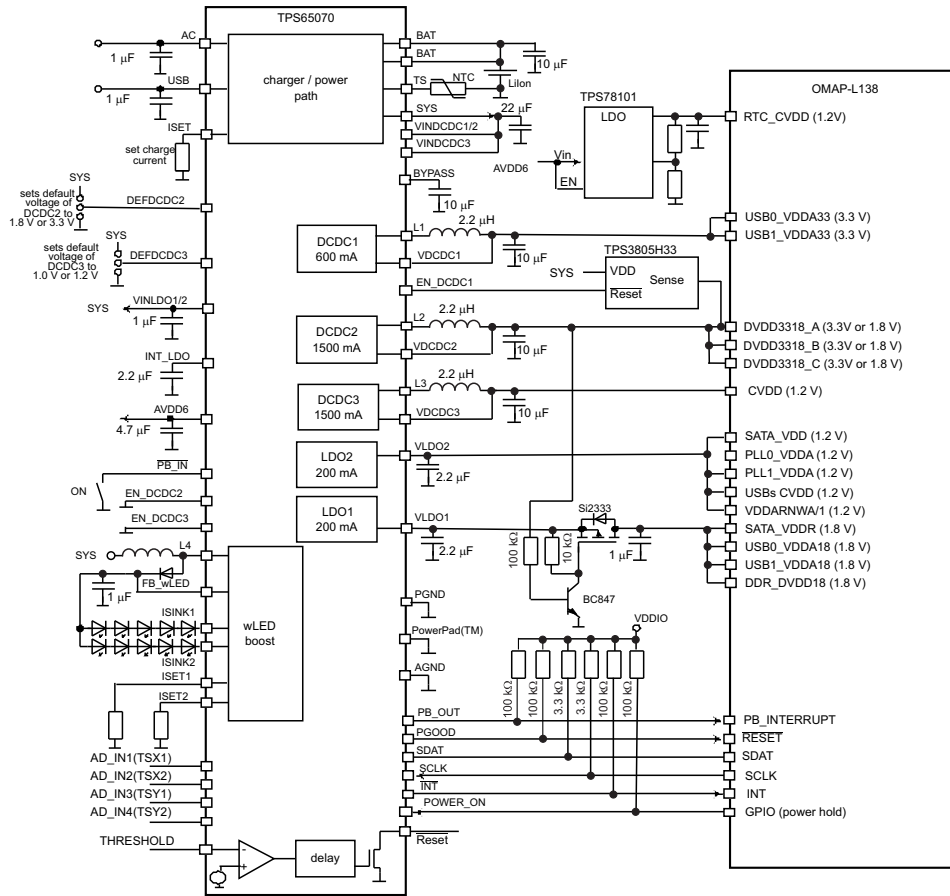 TPS65070
AC
1 μF
USB
1 μF
charger / power
path
ISET
set charge
current
SYS
sets default
voltage of
DCDC2 to
1.8 V or 3.3 V
DEFDCDC2
sets default
voltage of
DCDC3 to
1.0 V or 1.2 V
DEFDCDC3
SYS
VINLDO1/2
1 μF
INT_LDO
2.2 μF
AVDD6
4.7 μF
PB_IN
ON
EN_DCDC2
EN_DCDC3
SYS
L4
FB_wLED
1 μF
ISINK1
ISINK2
wLED
boost
ISET1
ISET2
AD_IN1(TSX1)
AD_IN2(TSX2)
AD_IN3(TSY1)
AD_IN4(TSY2)
THRESHOLD
-
+
delay
Reset
BAT
BAT
10 μF
TS
NTC
LiIon
SYS
22 μF
VINDCDC1/2
VINDCDC3
BYPASS
10 μF
DCDC1
600 mA
L1
2.2 μH
VDCDC1
10 μF
EN_DCDC1
DCDC2
1500 mA
L2
2.2 μH
VDCDC2
10 μF
DCDC3
1500 mA
L3
2.2 μH
VDCDC3
10 μF
LDO2
200 mA
VLDO2
2.2 μF
LDO1
200 mA
VLDO1
2.2 μF
100 kΩ
10 kΩ
Si2333
1 μF
BC847
PGND
PowerPad(TM)
AGND
VDDIO
100 kΩ
100 kΩ
3.3 kΩ
3.3 kΩ
100 kΩ
100 kΩ
PB_OUT
PGOOD
SDAT
SCLK
INT
POWER_ON
TPS78101
LDO
Vin
AVDD6
EN
TPS3805H33
SYS
VDD
Sense
Reset
OMAP-L138
RTC_CVDD (1.2V)
USB0_VDDA33 (3.3 V)
USB1_VDDA33 (3.3 V)
DVDD3318_A (3.3V or 1.8 V)
DVDD3318_B (3.3V or 1.8 V)
DVDD3318_C (3.3V or 1.8 V)
CVDD (1.2 V)
SATA_VDD (1.2 V)
PLL0_VDDA (1.2 V)
PLL1_VDDA (1.2 V)
USBs CVDD (1.2 V)
VDDARNWA/1 (1.2 V)
SATA_VDDR (1.8 V)
USB0_VDDA18 (1.8 V)
USB1_VDDA18 (1.8 V)
DDR_DVDD18 (1.8 V)
PB_INTERRUPT
RESET
SDAT
SCLK
INT
GPIO (power hold)